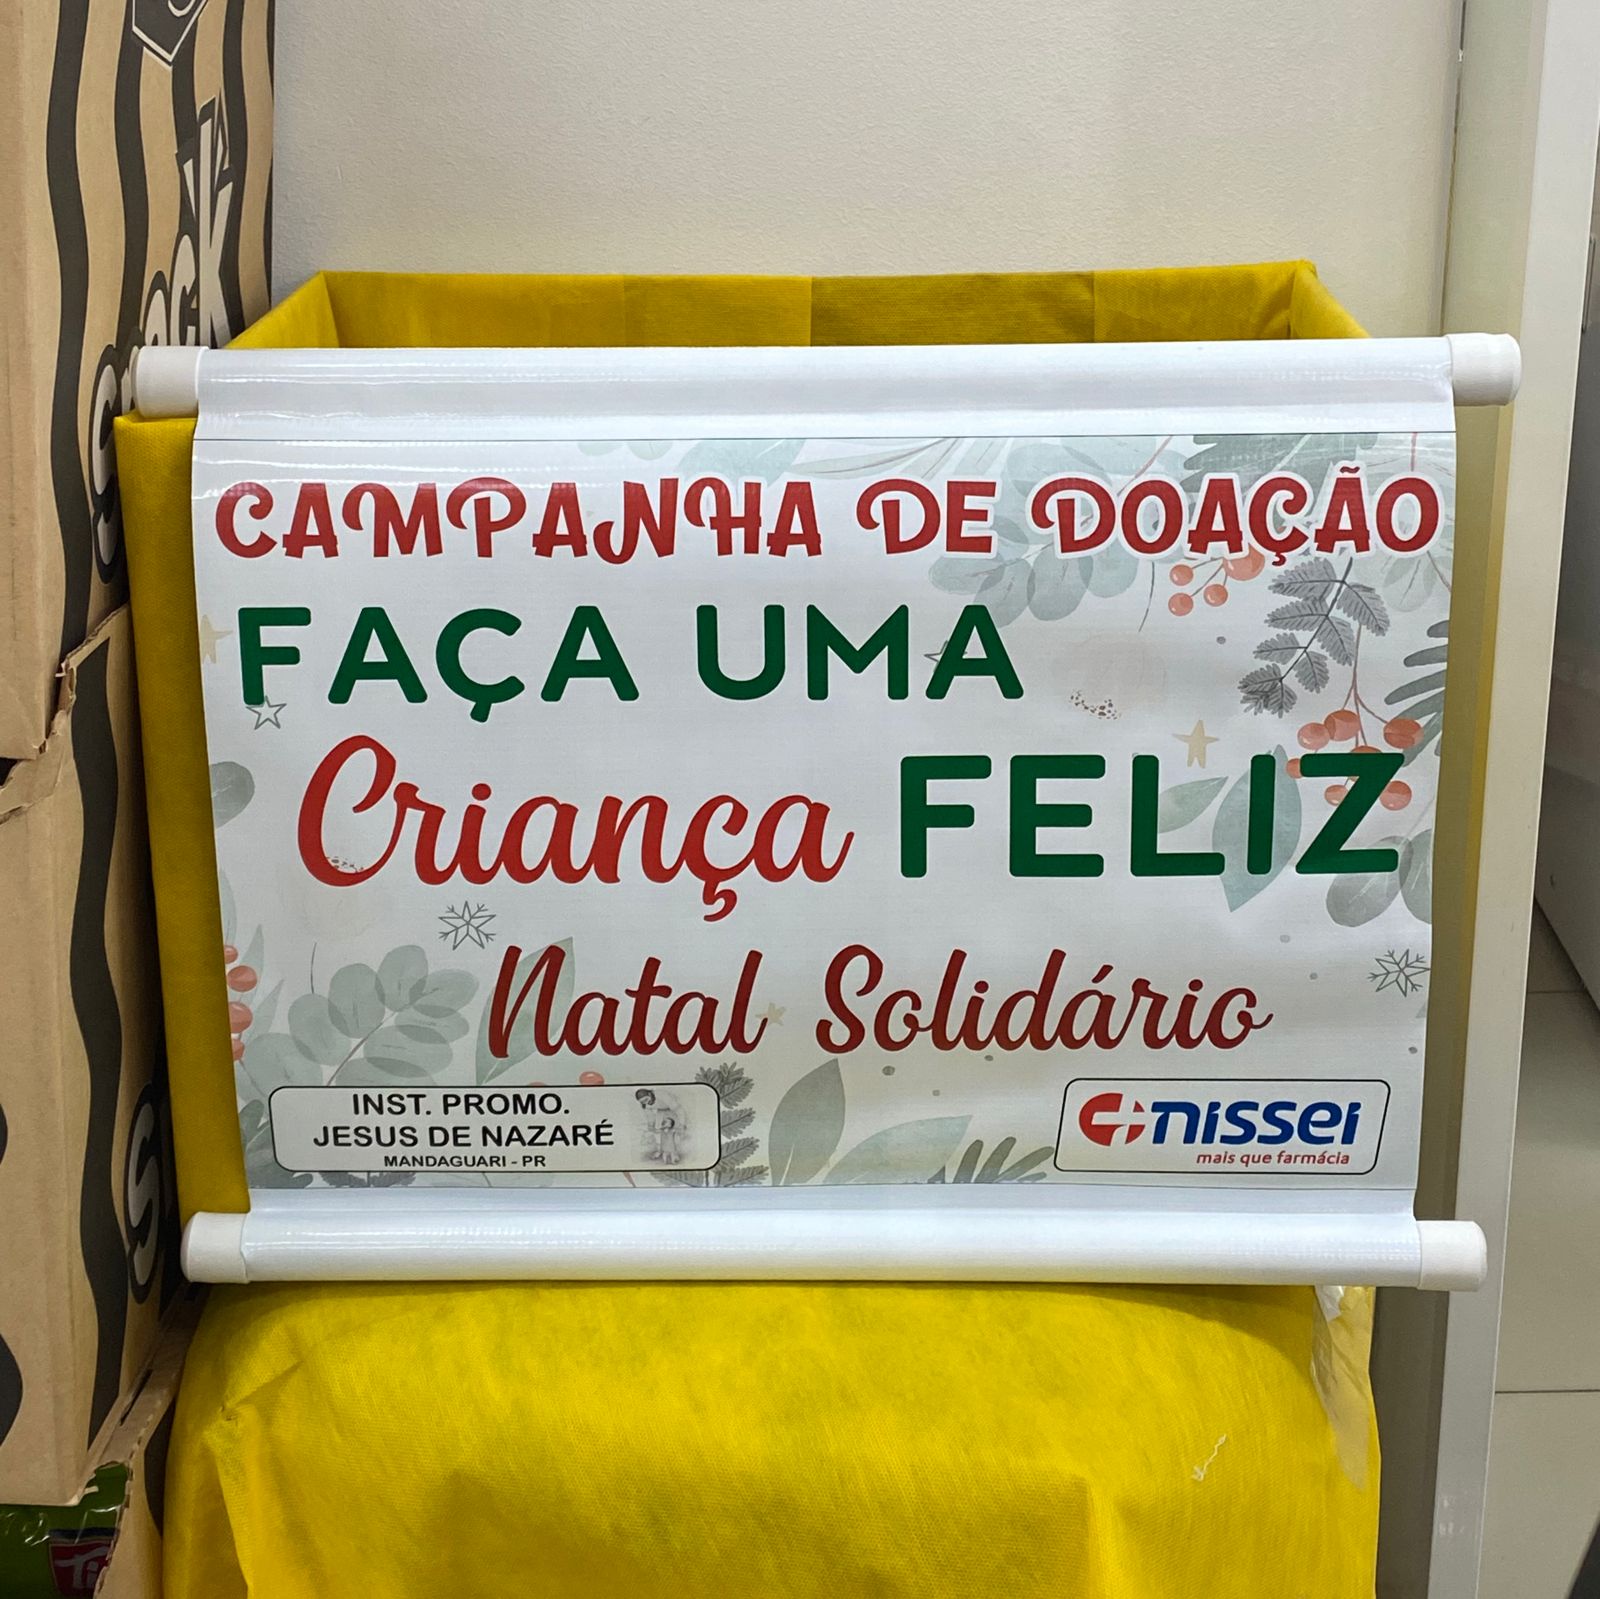 CAMPANHA DE DOAÇÃO
FAÇA UMA
Criança FELIZ
Natal Solidário
INST. PROMO.
JESUS DE NAZARÉ
MANDAGUARI - PR
nissei
mais que farmácia